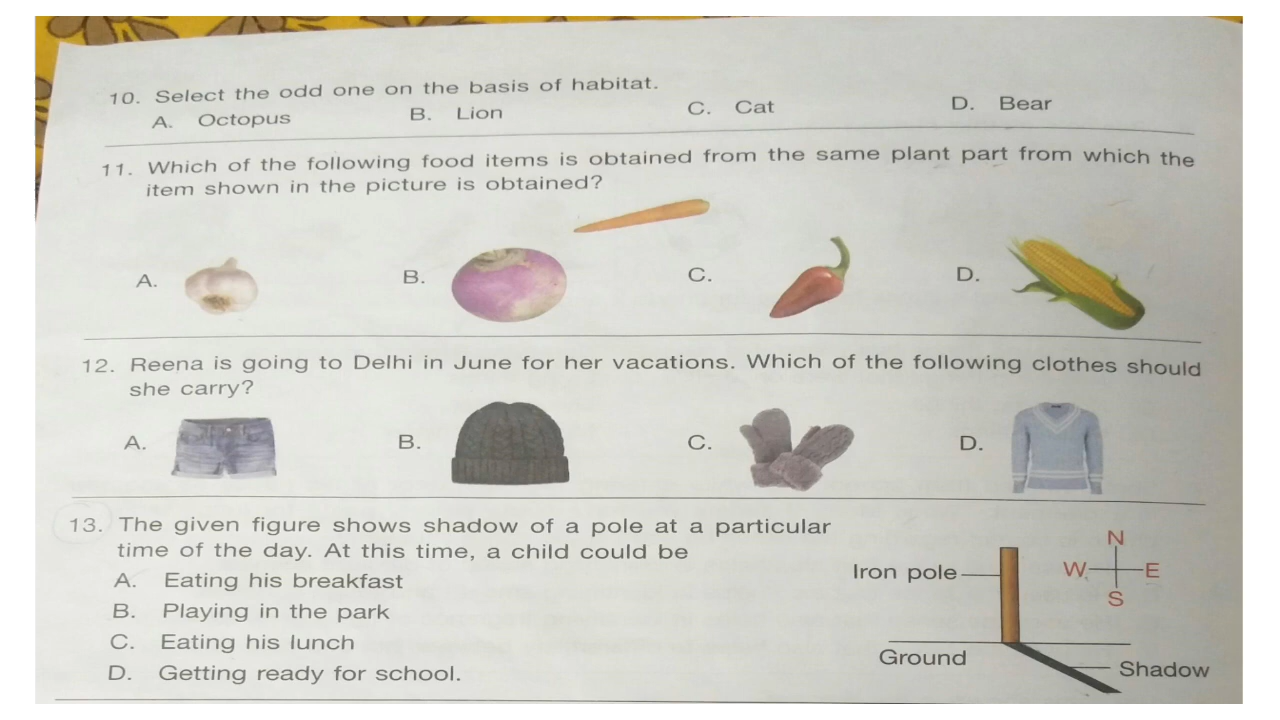 10. Select the odd one on the basis of habitat.
A. Octopus B. Lion C. Cat D. Bear
11. Which of the following food items is obtained from the same plant part from which the
item shown in the picture is obtained?
A. B. C. D.
12. Reena is going to Delhi in June for her vacations. Which of the following clothes should
she carry?
A. B. C. D.
13. The given figure shows shadow of a pole at a particular
time of the day. At this time, a child could be
A. Eating his breakfast
B. Playing in the park
C. Eating his lunch
D. Getting ready for school.
N
Iron pole W E
S
Ground
Shadow